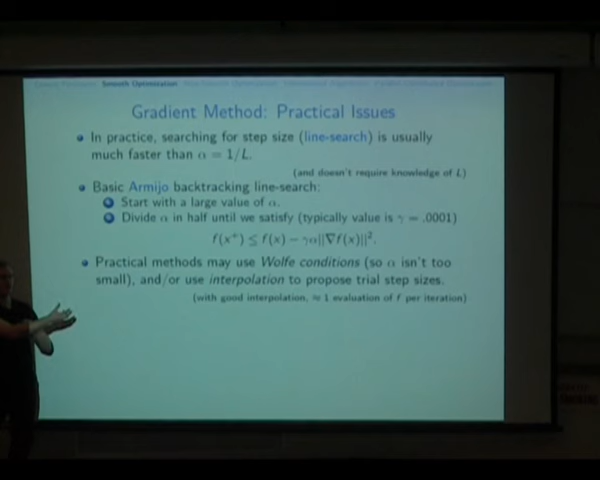 Smooth Optimization
Gradient Method: Practical Issues
In practice, searching for step size (line-search) is usually
much faster than α = 1/L.
(and doesn't require knowledge of L)
Basic Armijo backtracking line-search:
1 Start with a large value of α.
2 Divide α in half until we satisfy (typically value is γ = .0001)
f(x⁺) ≤ f(x) − γα||∇f(x)||².
Practical methods may use Wolfe conditions (so α isn't too
small), and/or use interpolation to propose trial step sizes.
(with good interpolation, ≈ 1 evaluation of f per iteration)